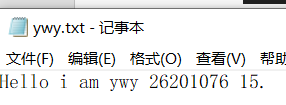 ywy.txt - 记事本
文件(F) 编辑(E) 格式(O) 查看(V) 帮助
Hello i am ywy 26201076 15.